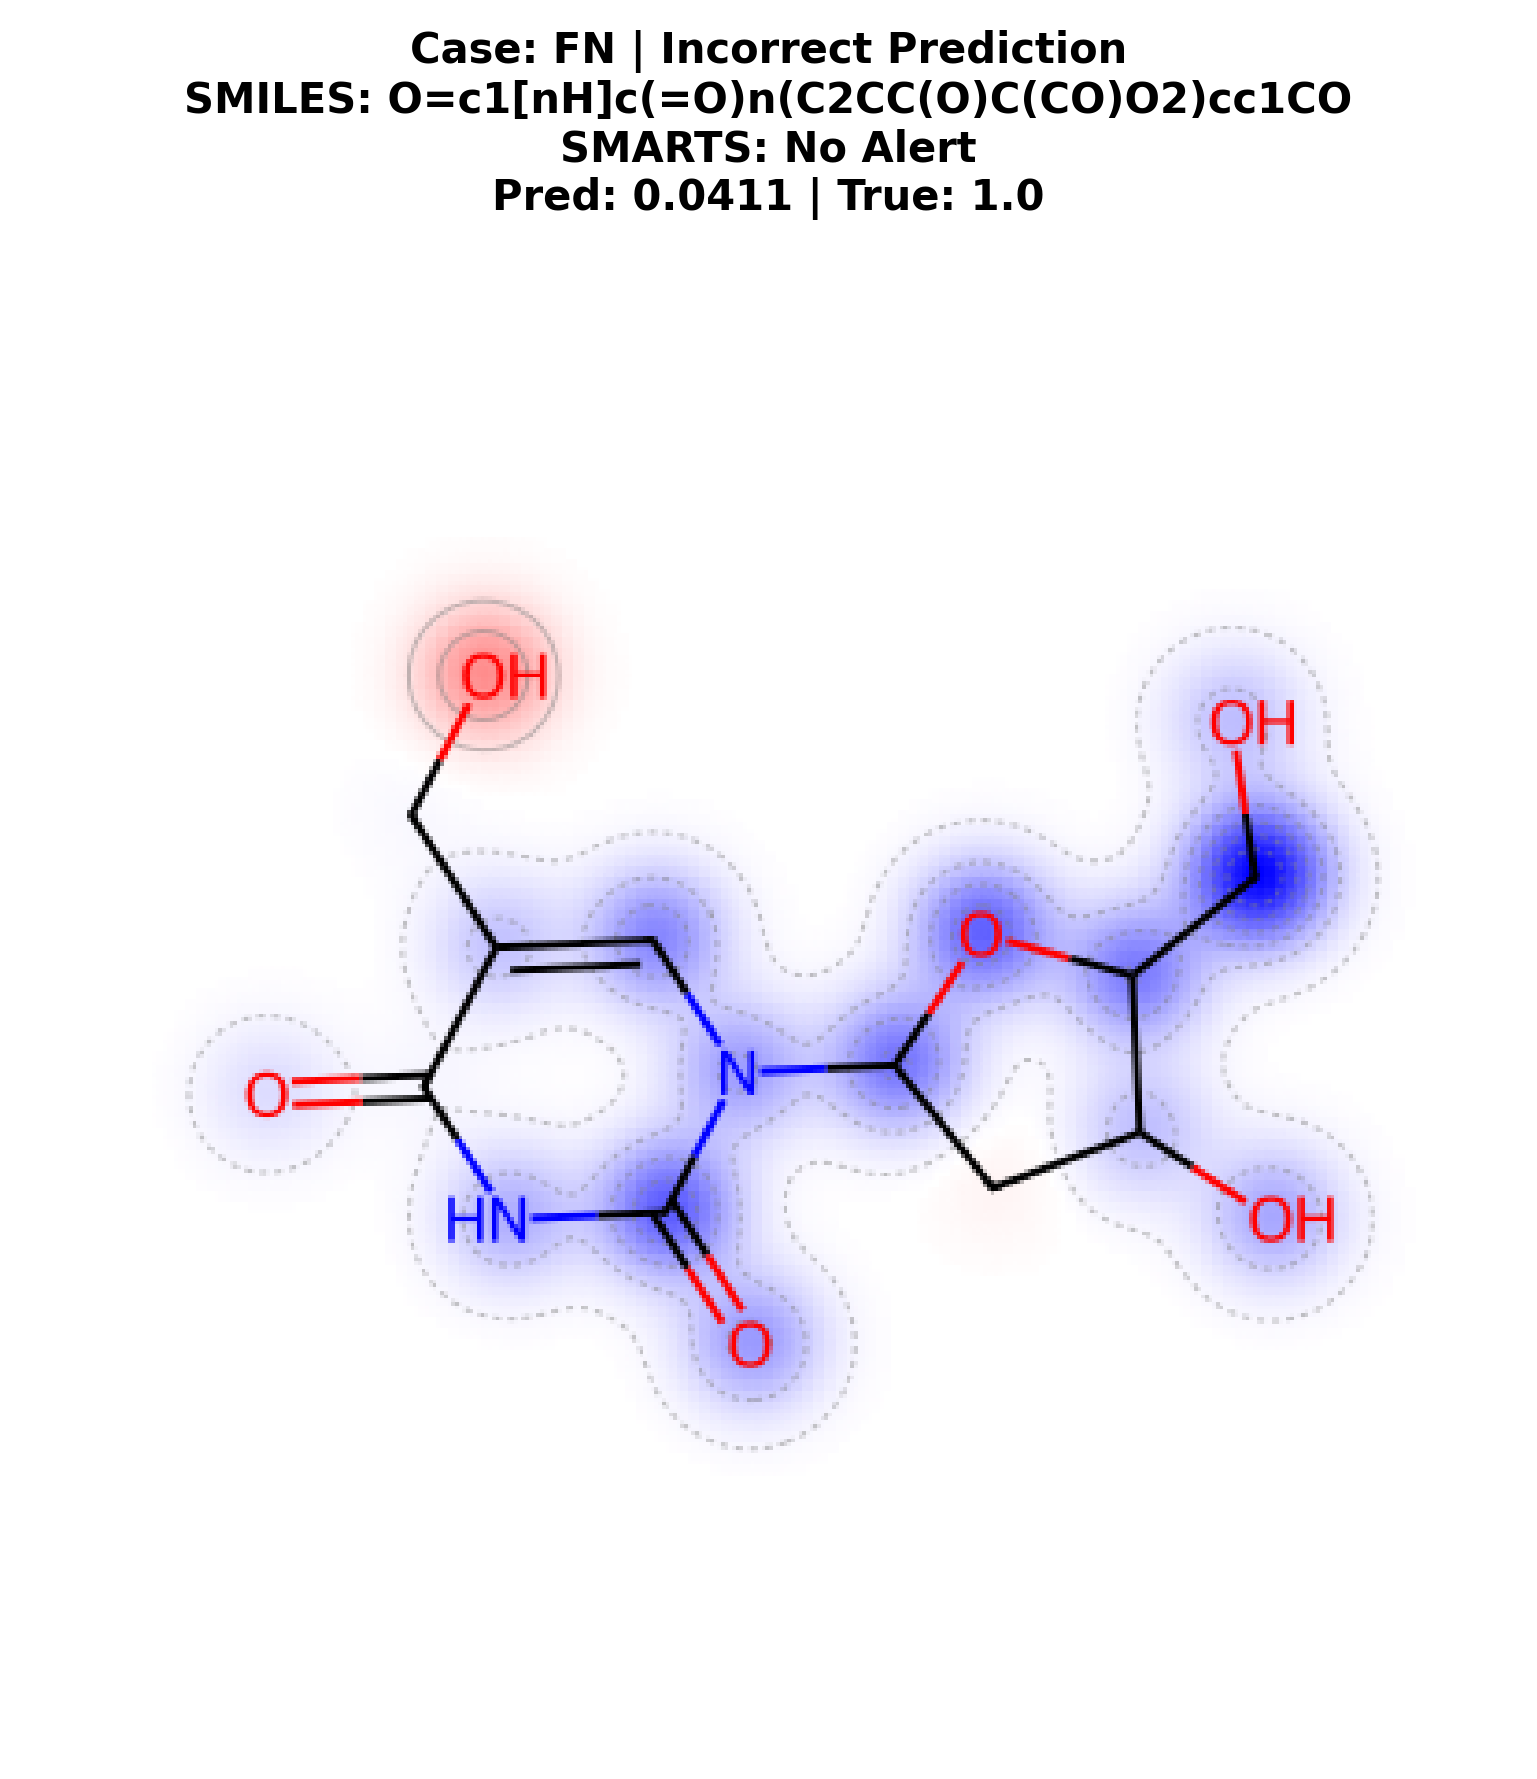 Case: FN | Incorrect Prediction
SMILES: O=c1[nH]c(=O)n(C2CC(O)C(CO)O2)cc1CO
SMARTS: No Alert
Pred: 0.0411 | True: 1.0
OH
OH
O
N
O
HN
OH
O